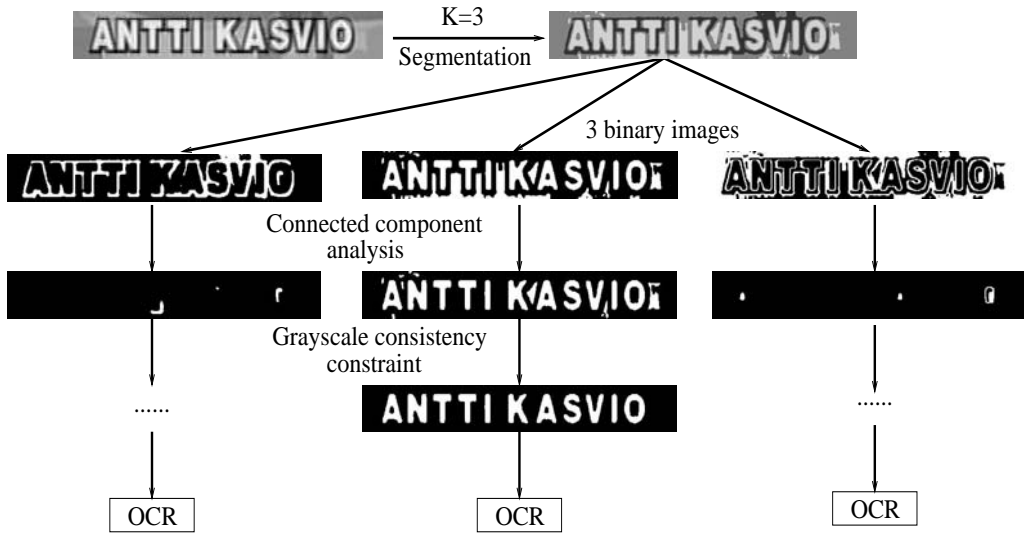 ANTTI KASVIO
K=3
Segmentation
ANTTI KASVIO
3 binary images
ANTTI KASVIO
ANTTI KASVIO
ANTTI KASVIO
Connected component
analysis
ANTTI KASVIO
Grayscale consistency
constraint
ANTTI KASVIO
......
......
OCR
OCR
OCR